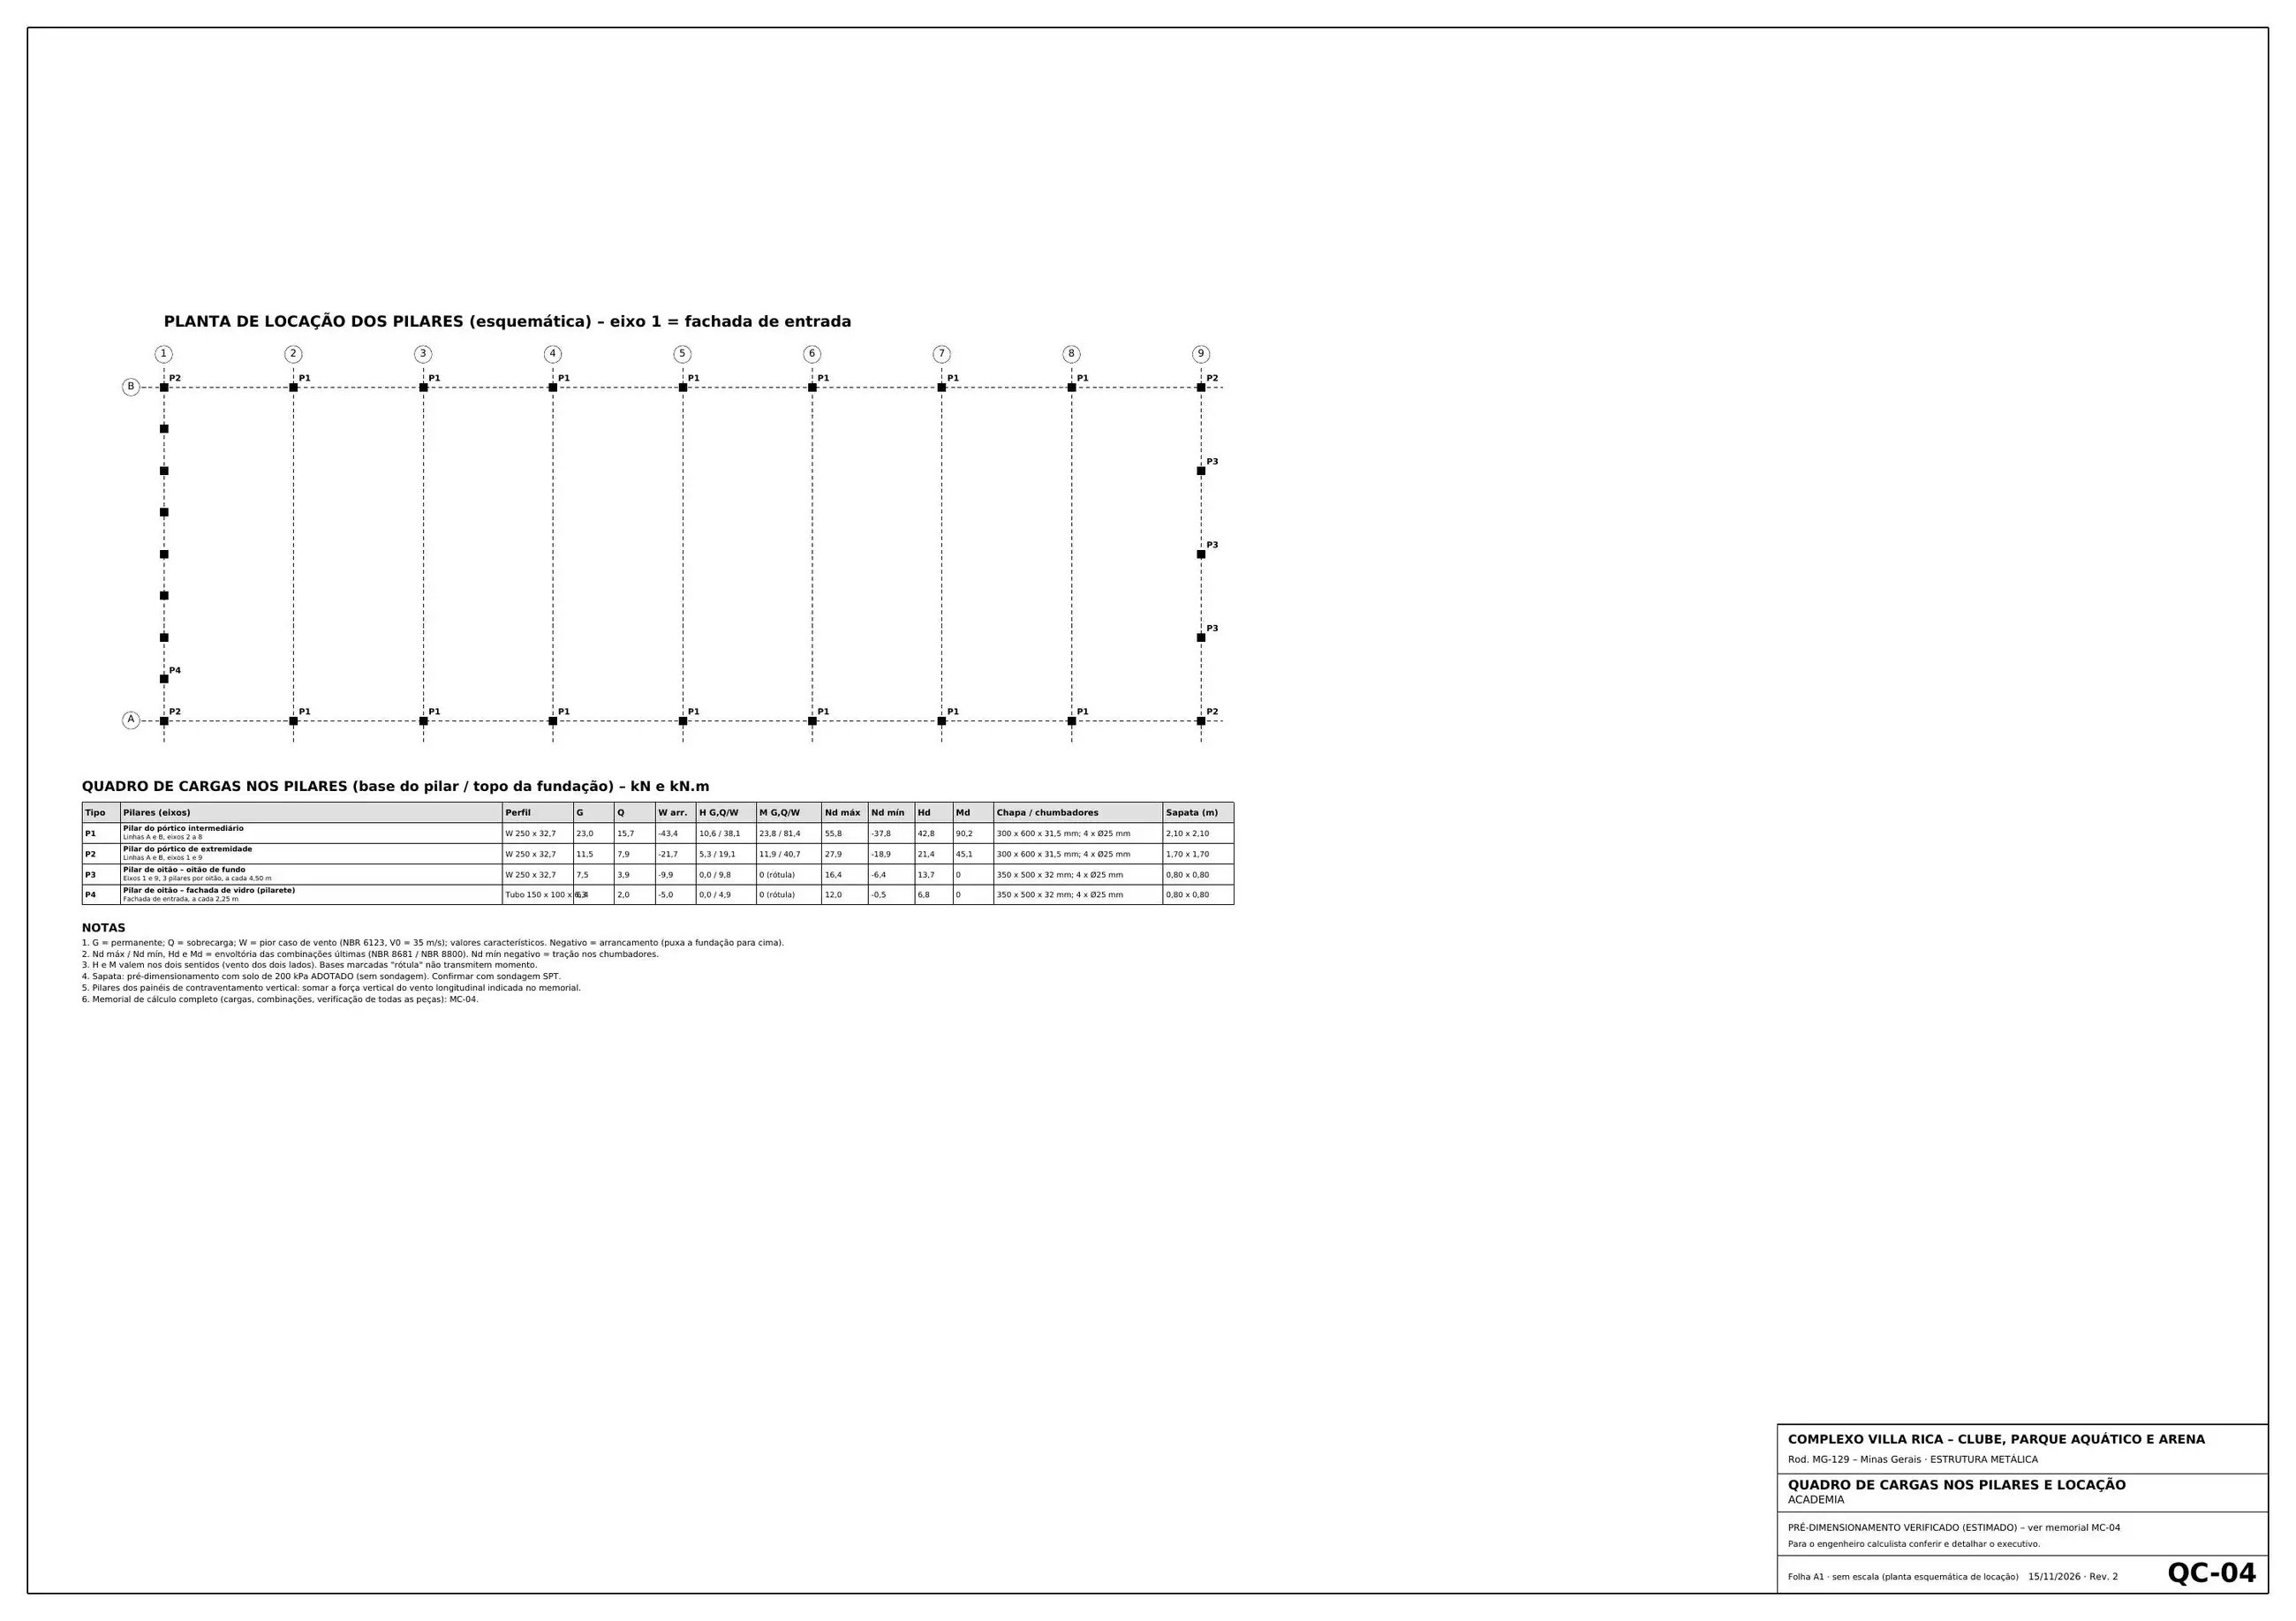 PLANTA DE LOCAÇÃO DOS PILARES (esquemática) – eixo 1 = fachada de entrada
1 2 3 4 5 6 7 8 9
B P2 P1 P1 P1 P1 P1 P1 P1 P2
P3
P3
P3
P4
A P2 P1 P1 P1 P1 P1 P1 P1 P2
QUADRO DE CARGAS NOS PILARES (base do pilar / topo da fundação) – kN e kN.m
Tipo Pilares (eixos) Perfil G Q W arr. H G,Q/W M G,Q/W Nd máx Nd mín Hd Md Chapa / chumbadores Sapata (m)
P1 Pilar do pórtico intermediário W 250 x 32,7 23,0 15,7 -43,4 10,6 / 38,1 23,8 / 81,4 55,8 -37,8 42,8 90,2 300 x 600 x 31,5 mm; 4 x Ø25 mm 2,10 x 2,10
Linhas A e B, eixos 2 a 8
P2 Pilar do pórtico de extremidade W 250 x 32,7 11,5 7,9 -21,7 5,3 / 19,1 11,9 / 40,7 27,9 -18,9 21,4 45,1 300 x 600 x 31,5 mm; 4 x Ø25 mm 1,70 x 1,70
Linhas A e B, eixos 1 e 9
P3 Pilar de oitão – oitão de fundo W 250 x 32,7 7,5 3,9 -9,9 0,0 / 9,8 0 (rótula) 16,4 -6,4 13,7 0 350 x 500 x 32 mm; 4 x Ø25 mm 0,80 x 0,80
Eixos 1 e 9, 3 pilares por oitão, a cada 4,50 m
P4 Pilar de oitão – fachada de vidro (pilarete) Tubo 150 x 100 x 2,0 -5,0 0,0 / 4,9 0 (rótula) 12,0 -0,5 6,8 0 350 x 500 x 32 mm; 4 x Ø25 mm 0,80 x 0,80
Fachada de entrada, a cada 2,25 m
NOTAS
1. G = permanente; Q = sobrecarga; W = pior caso de vento (NBR 6123, V0 = 35 m/s); valores característicos. Negativo = arrancamento (puxa a fundação para cima).
2. Nd máx / Nd mín, Hd e Md = envoltória das combinações últimas (NBR 8681 / NBR 8800). Nd mín negativo = tração nos chumbadores.
3. H e M valem nos dois sentidos (vento dos dois lados). Bases marcadas "rótula" não transmitem momento.
4. Sapata: pré-dimensionamento com solo de 200 kPa ADOTADO (sem sondagem). Confirmar com sondagem SPT.
5. Pilares dos painéis de contraventamento vertical: somar a força vertical do vento longitudinal indicada no memorial.
6. Memorial de cálculo completo (cargas, combinações, verificação de todas as peças): MC-04.
COMPLEXO VILLA RICA – CLUBE, PARQUE AQUÁTICO E ARENA
Rod. MG-129 – Minas Gerais · ESTRUTURA METÁLICA
QUADRO DE CARGAS NOS PILARES E LOCAÇÃO
ACADEMIA
PRÉ-DIMENSIONAMENTO VERIFICADO (ESTIMADO) – ver memorial MC-04
Para o engenheiro calculista conferir e detalhar o executivo.
Folha A1 · sem escala (planta esquemática de locação) 15/11/2026 · Rev. 2 QC-04